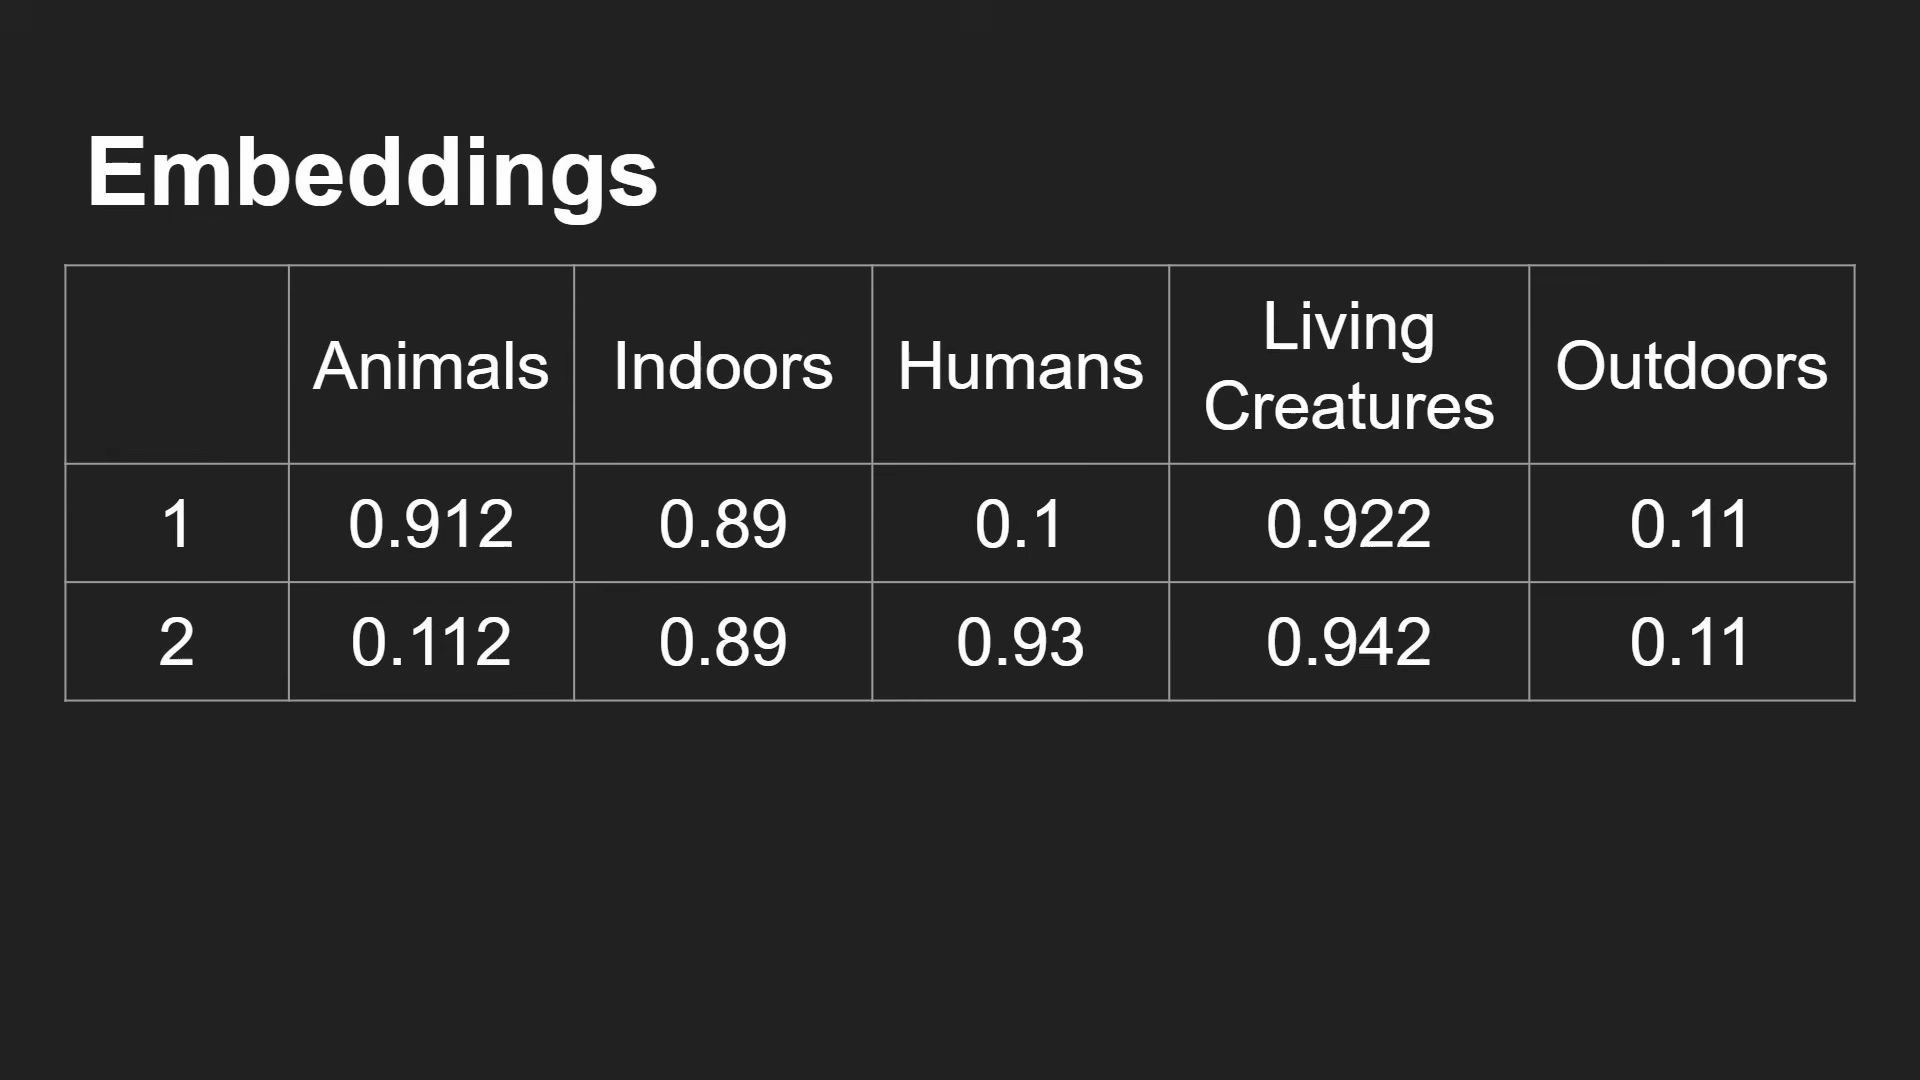 Embeddings
Animals Indoors Humans Living Creatures Outdoors
1 0.912 0.89 0.1 0.922 0.11
2 0.112 0.89 0.93 0.942 0.11